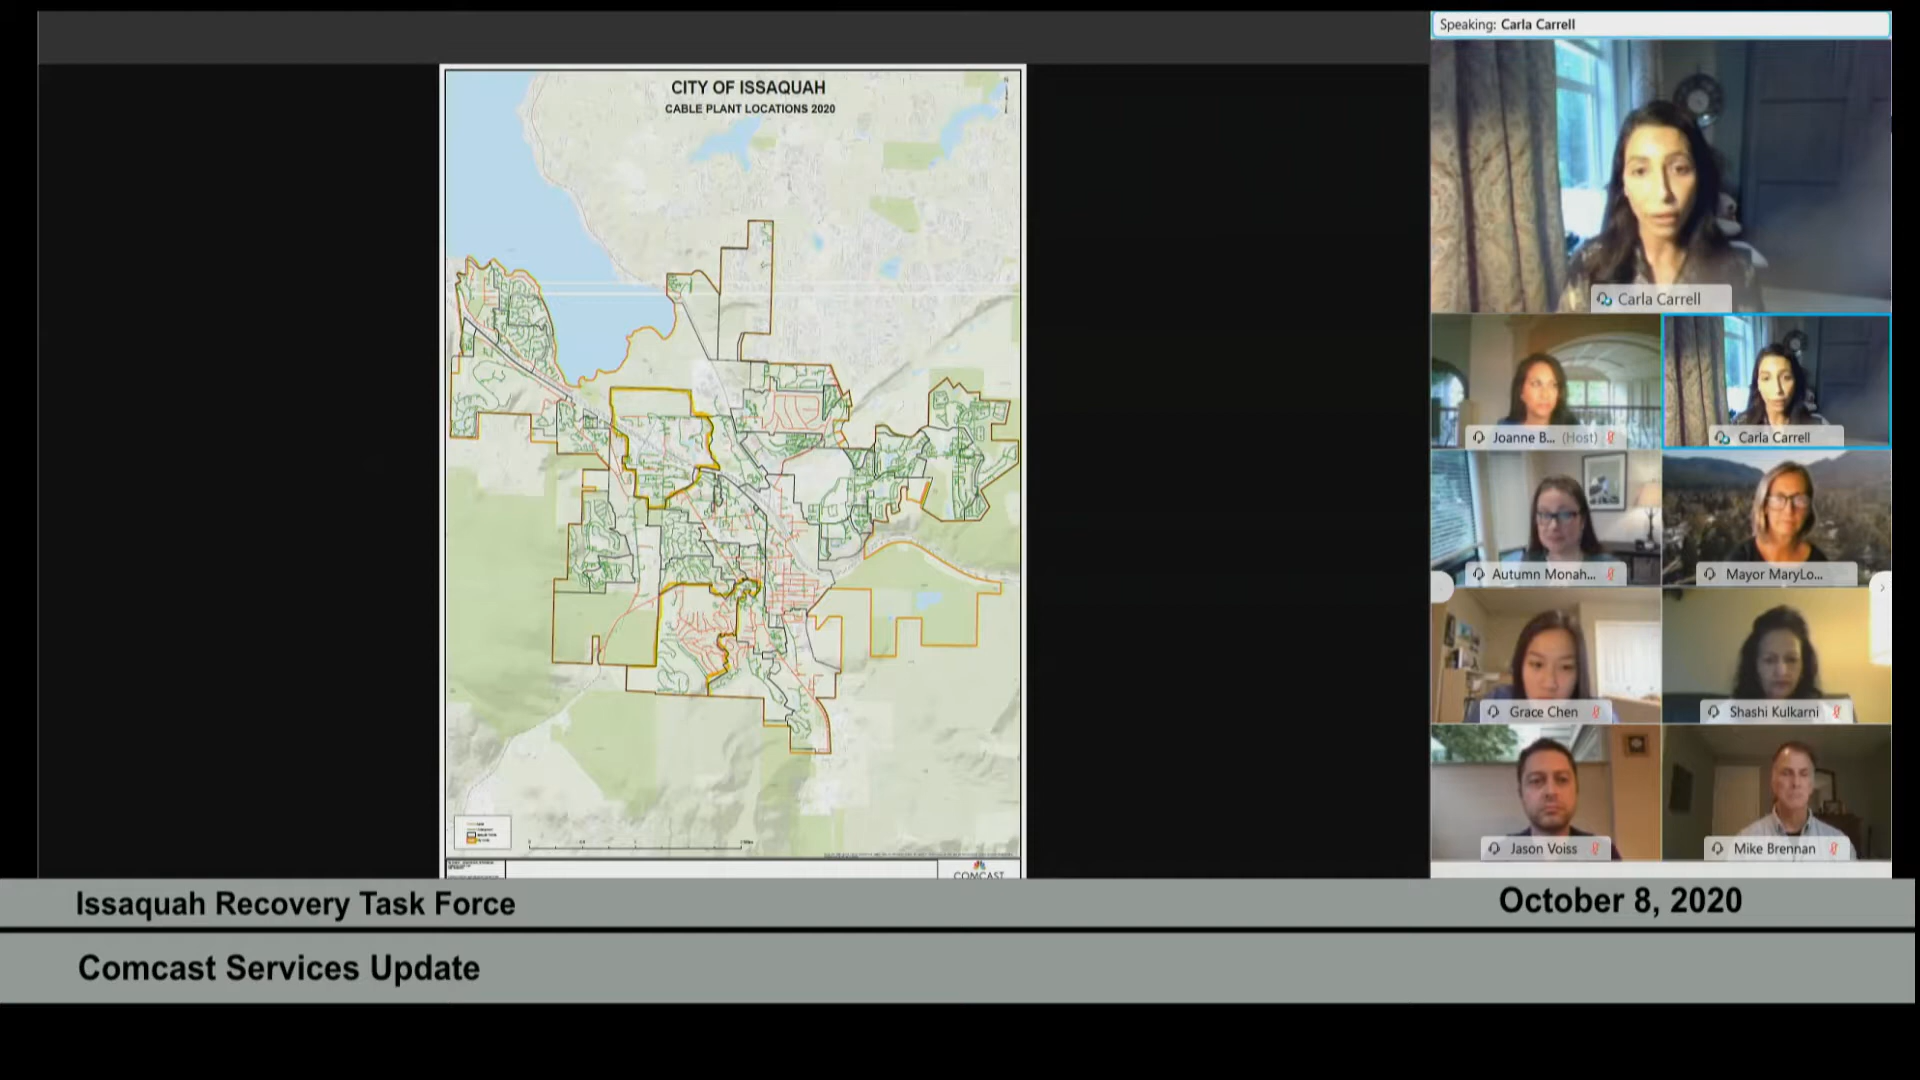 Speaking: Carla Carrell
CITY OF ISSAQUAH
CABLE PLANT LOCATIONS 2020
Carla Carrell
Joanne B... (Host)
Carla Carrell
Autumn Monah...
Mayor MaryLo...
Grace Chen
Shashi Kulkarni
Jason Voiss
Mike Brennan
COMCAST
Issaquah Recovery Task Force
October 8, 2020
Comcast Services Update